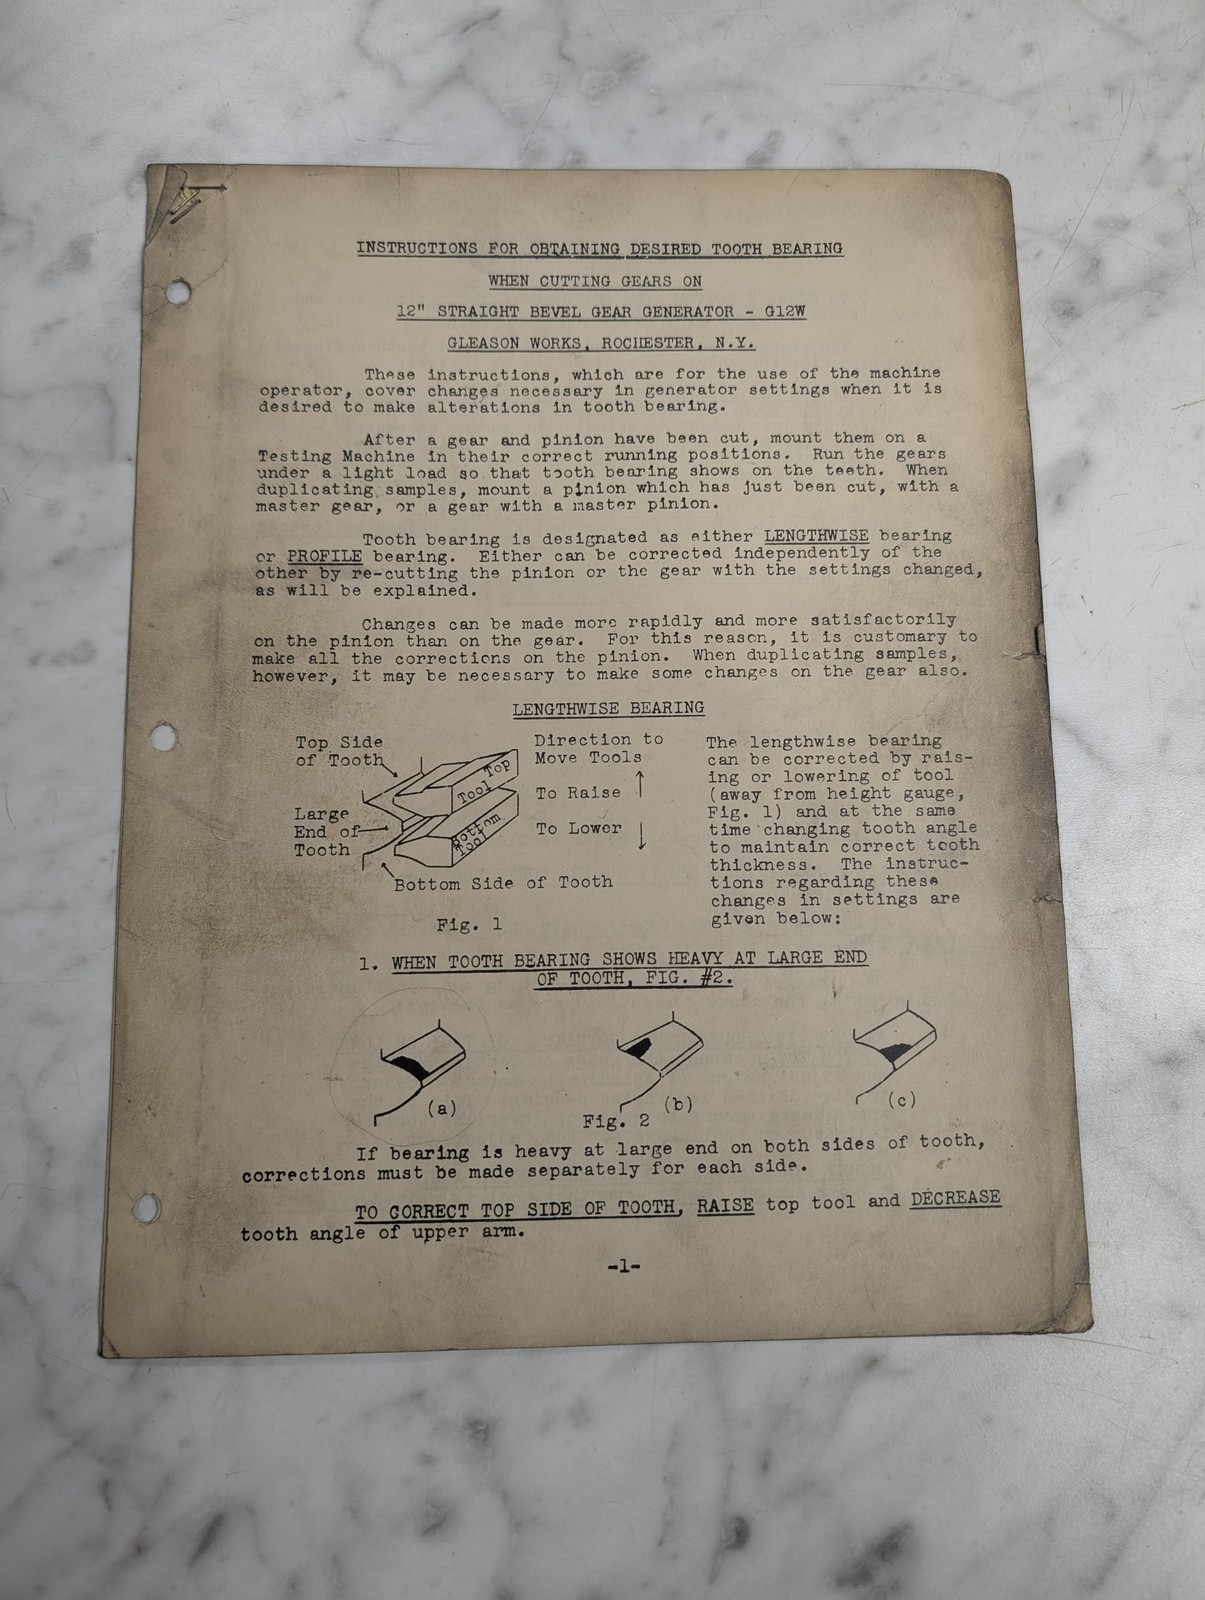 INSTRUCTIONS FOR OBTAINING DESIRED TOOTH BEARING
WHEN CUTTING GEARS ON
12" STRAIGHT BEVEL GEAR GENERATOR - G12W
GLEASON WORKS, ROCHESTER, N.Y.
These instructions, which are for the use of the machine
operator, cover changes necessary in generator settings when it is
desired to make alterations in tooth bearing.
After a gear and pinion have been cut, mount them on a
Testing Machine in their correct running positions. Run the gears
under a light load so that tooth bearing shows on the teeth. When
duplicating samples, mount a pinion which has just been cut, with a
master gear, or a gear with a master pinion.
Tooth bearing is designated as either LENGTHWISE bearing
or PROFILE bearing. Either can be corrected independently of the
other by re-cutting the pinion or the gear with the settings changed,
as will be explained.
Changes can be made more rapidly and more satisfactorily
on the pinion than on the gear. For this reason, it is customary to
make all the corrections on the pinion. When duplicating samples,
however, it may be necessary to make some changes on the gear also.
LENGTHWISE BEARING
Top Side
of Tooth
Large
End of
Tooth
Top
Tool
Bottom
Tool
Bottom Side of Tooth
Fig. 1
Direction to
Move Tools
To Raise
To Lower
The lengthwise bearing
can be corrected by rais-
ing or lowering of tool
(away from height gauge,
Fig. 1) and at the same
time changing tooth angle
to maintain correct tooth
thickness. The instruc-
tions regarding these
changes in settings are
given below:
1. WHEN TOOTH BEARING SHOWS HEAVY AT LARGE END
OF TOOTH, FIG. #2.
(a)
(b)
(c)
Fig. 2
If bearing is heavy at large end on both sides of tooth,
corrections must be made separately for each side.
TO CORRECT TOP SIDE OF TOOTH, RAISE top tool and DECREASE
tooth angle of upper arm.
-1-